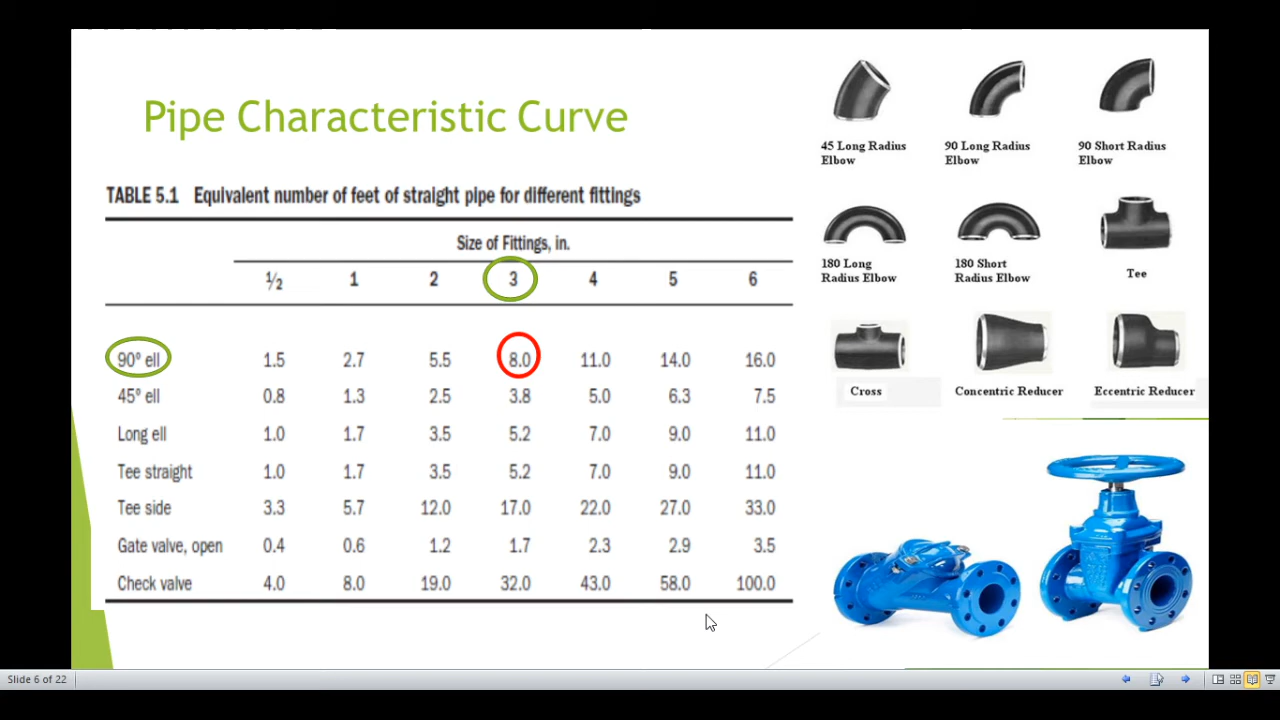 Pipe Characteristic Curve
TABLE 5.1 Equivalent number of feet of straight pipe for different fittings
Size of Fittings, in.
1/2 1 2 3 4 5 6
90° ell 1.5 2.7 5.5 8.0 11.0 14.0 16.0
45° ell 0.8 1.3 2.5 3.8 5.0 6.3 7.5
Long ell 1.0 1.7 3.5 5.2 7.0 9.0 11.0
Tee straight 1.0 1.7 3.5 5.2 7.0 9.0 11.0
Tee side 3.3 5.7 12.0 17.0 22.0 27.0 33.0
Gate valve, open 0.4 0.6 1.2 1.7 2.3 2.9 3.5
Check valve 4.0 8.0 19.0 32.0 43.0 58.0 100.0
45 Long Radius
Elbow
90 Long Radius
Elbow
90 Short Radius
Elbow
180 Long
Radius Elbow
180 Short
Radius Elbow
Tee
Cross
Concentric Reducer
Eccentric Reducer
Slide 6 of 22